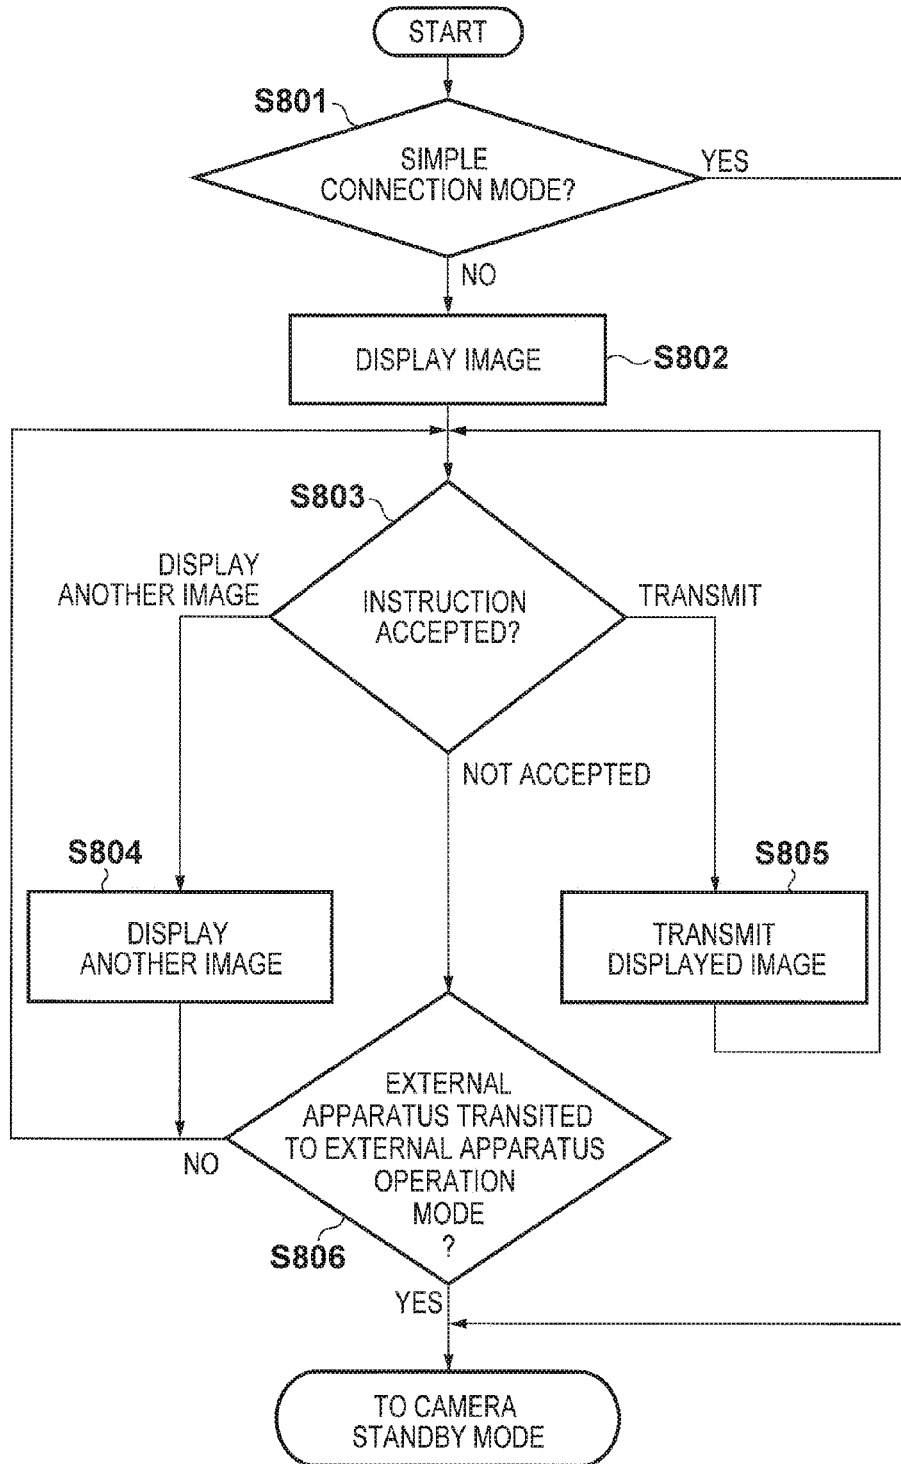 START
S801
SIMPLE
CONNECTION MODE?
YES
NO
DISPLAY IMAGE
S802
S803
DISPLAY
ANOTHER IMAGE
INSTRUCTION
ACCEPTED?
TRANSMIT
NOT ACCEPTED
S804
DISPLAY
ANOTHER IMAGE
S805
TRANSMIT
DISPLAYED IMAGE
EXTERNAL
APPARATUS TRANSITED
TO EXTERNAL APPARATUS
OPERATION
MODE
?
NO
S806
YES
TO CAMERA
STANDBY MODE